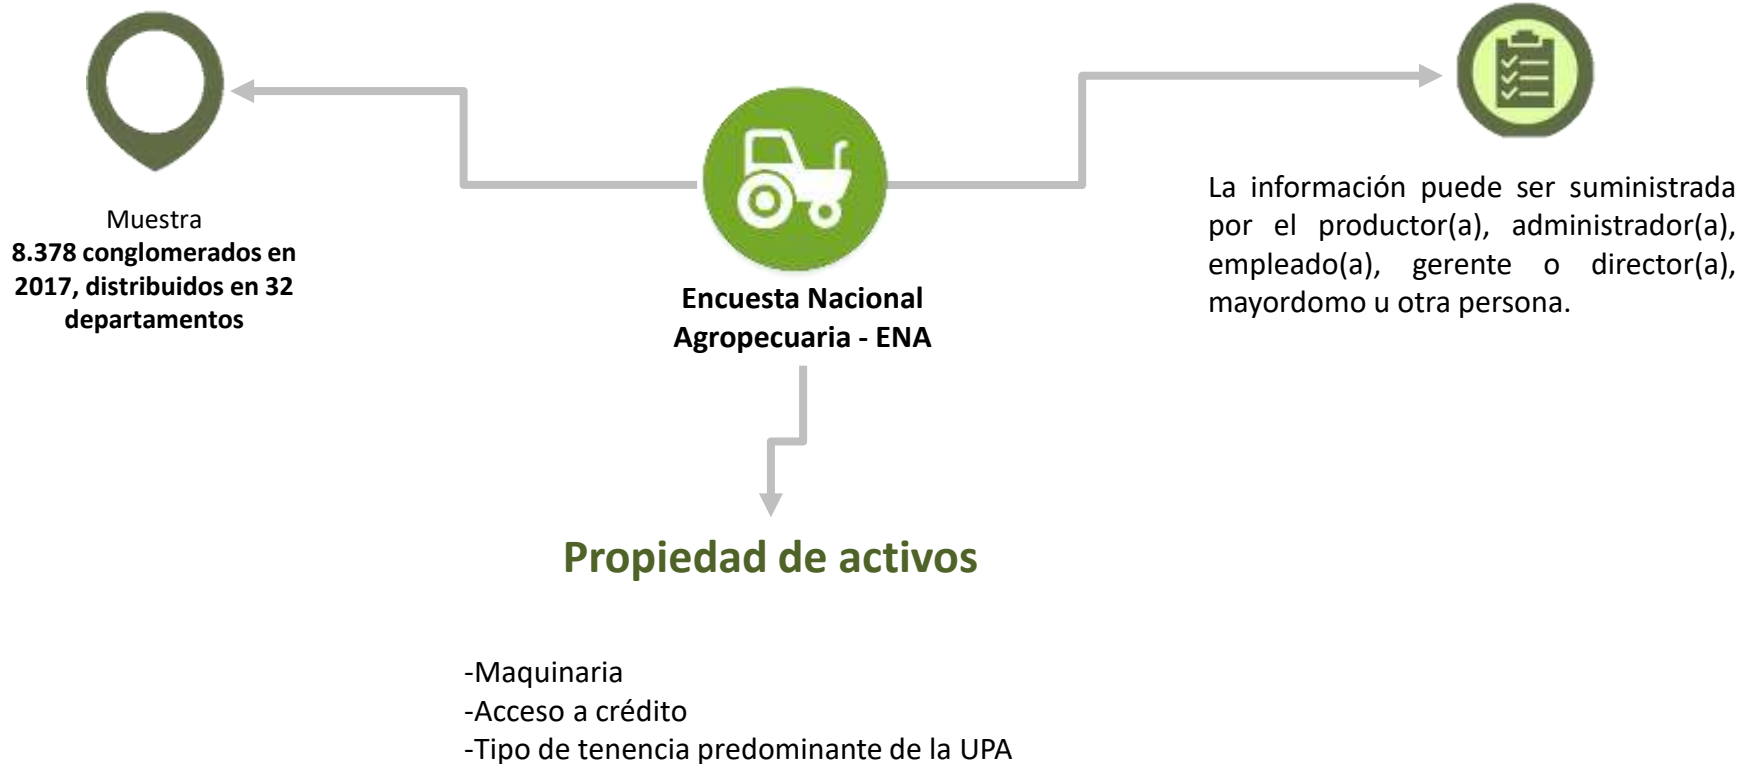 Muestra
8.378 conglomerados en
2017, distribuidos en 32
departamentos
Encuesta Nacional
Agropecuaria - ENA
La información puede ser suministrada
por el productor(a), administrador(a),
empleado(a), gerente o director(a),
mayordomo u otra persona.
Propiedad de activos
-Maquinaria
-Acceso a crédito
-Tipo de tenencia predominante de la UPA